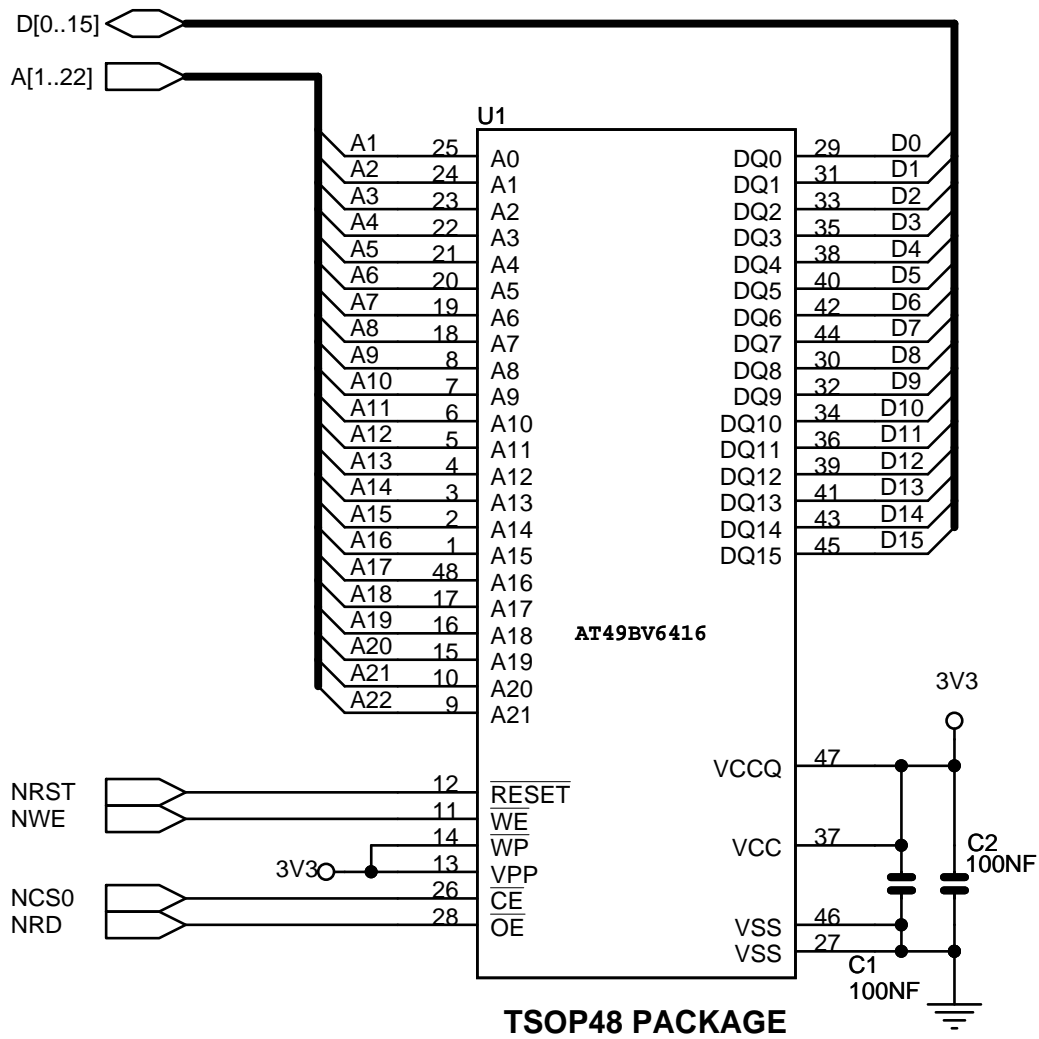 D[0..15]
A[1..22]
U1
A1 25 A0 DQ0 29 D0
A2 24 A1 DQ1 31 D1
A3 23 A2 DQ2 33 D2
A4 22 A3 DQ3 35 D3
A5 21 A4 DQ4 38 D4
A6 20 A5 DQ5 40 D5
A7 19 A6 DQ6 42 D6
A8 18 A7 DQ7 44 D7
A9 8 A8 DQ8 30 D8
A10 7 A9 DQ9 32 D9
A11 6 A10 DQ10 34 D10
A12 5 A11 DQ11 36 D11
A13 4 A12 DQ12 39 D12
A14 3 A13 DQ13 41 D13
A15 2 A14 DQ14 43 D14
A16 1 A15 DQ15 45 D15
A17 48 A16
A18 17 A17
A19 16 A18 AT49BV6416
A20 15 A19
A21 10 A20
A22 9 A21
3V3
VCCQ 47
NRST 12 RESET
NWE 11 WE
14 WP VCC 37
3V3 13 VPP
C2
100NF
NCS0 26 CE
NRD 28 OE
VSS 46
VSS 27
C1
100NF
TSOP48 PACKAGE